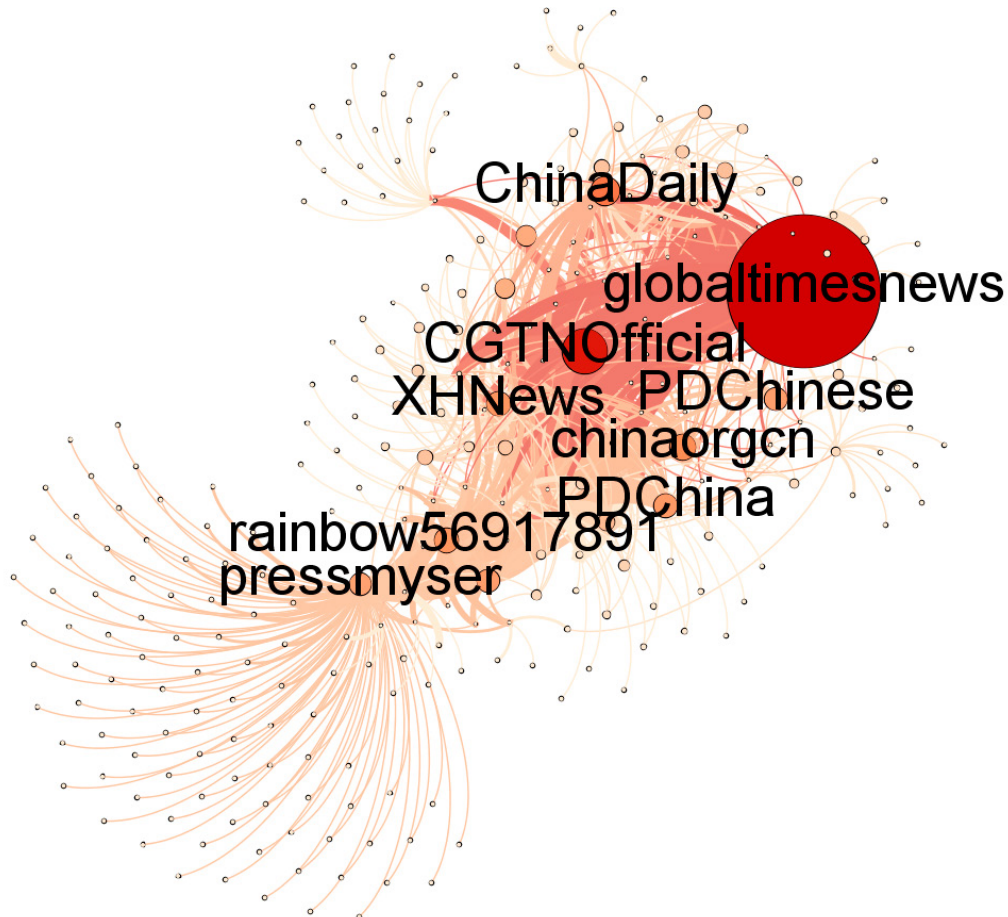 ChinaDaily
globaltimesnews
CGTNOfficial
XHNews
PDChinese
chinaorgcn
PDChina
rainbow56917891
pressmyser